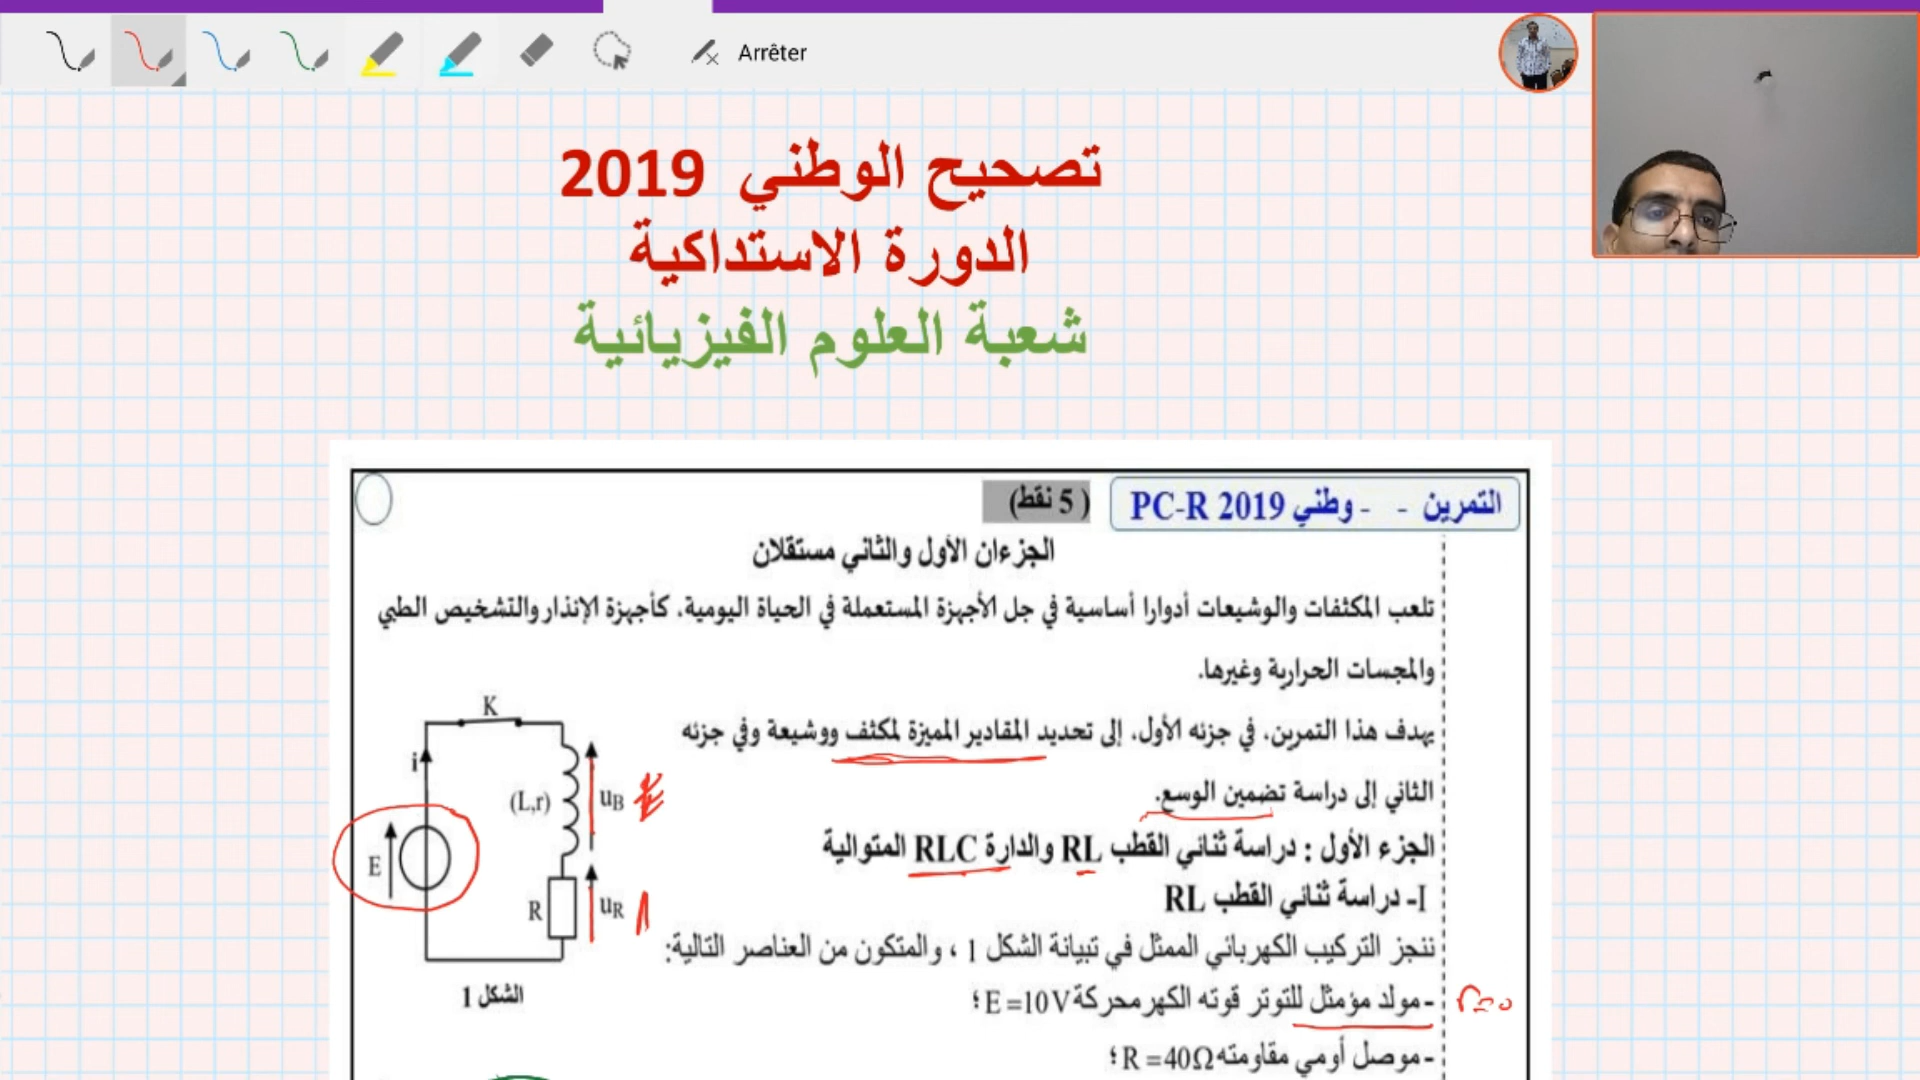 Arrêter
تصحيح الوطني 2019
الدورة الاستداكية
شعبة العلوم الفيزيائية
التمرين - - وطني PC-R 2019 ( 5 نقط)
الجزءان الأول والثاني مستقلان
تلعب المكثفات والوشيعات أدوارا أساسية في جل الأجهزة المستعملة في الحياة اليومية. كأجهزة الإنذار والتشخيص الطبي
والمجسات الحرارية وغيرها.
يهدف هذا التمرين، في جزئه الأول، إلى تحديد المقادير المميزة لمكثف ووشيعة وفي جزئه
الثاني إلى دراسة تضمين الوسع.
الجزء الأول : دراسة ثنائي القطب RL والدارة RLC المتوالية
I- دراسة ثنائي القطب RL
ننجز التركيب الكهربائي الممثل في تبيانة الشكل 1 ، والمتكون من العناصر التالية:
- مولد مؤمثل للتوتر قوته الكهرمحركة E =10V ؛
r=0
- موصل أومي مقاومته R =40Ω ؛
K
i
(L,r)
uB
E
R
uR
الشكل 1